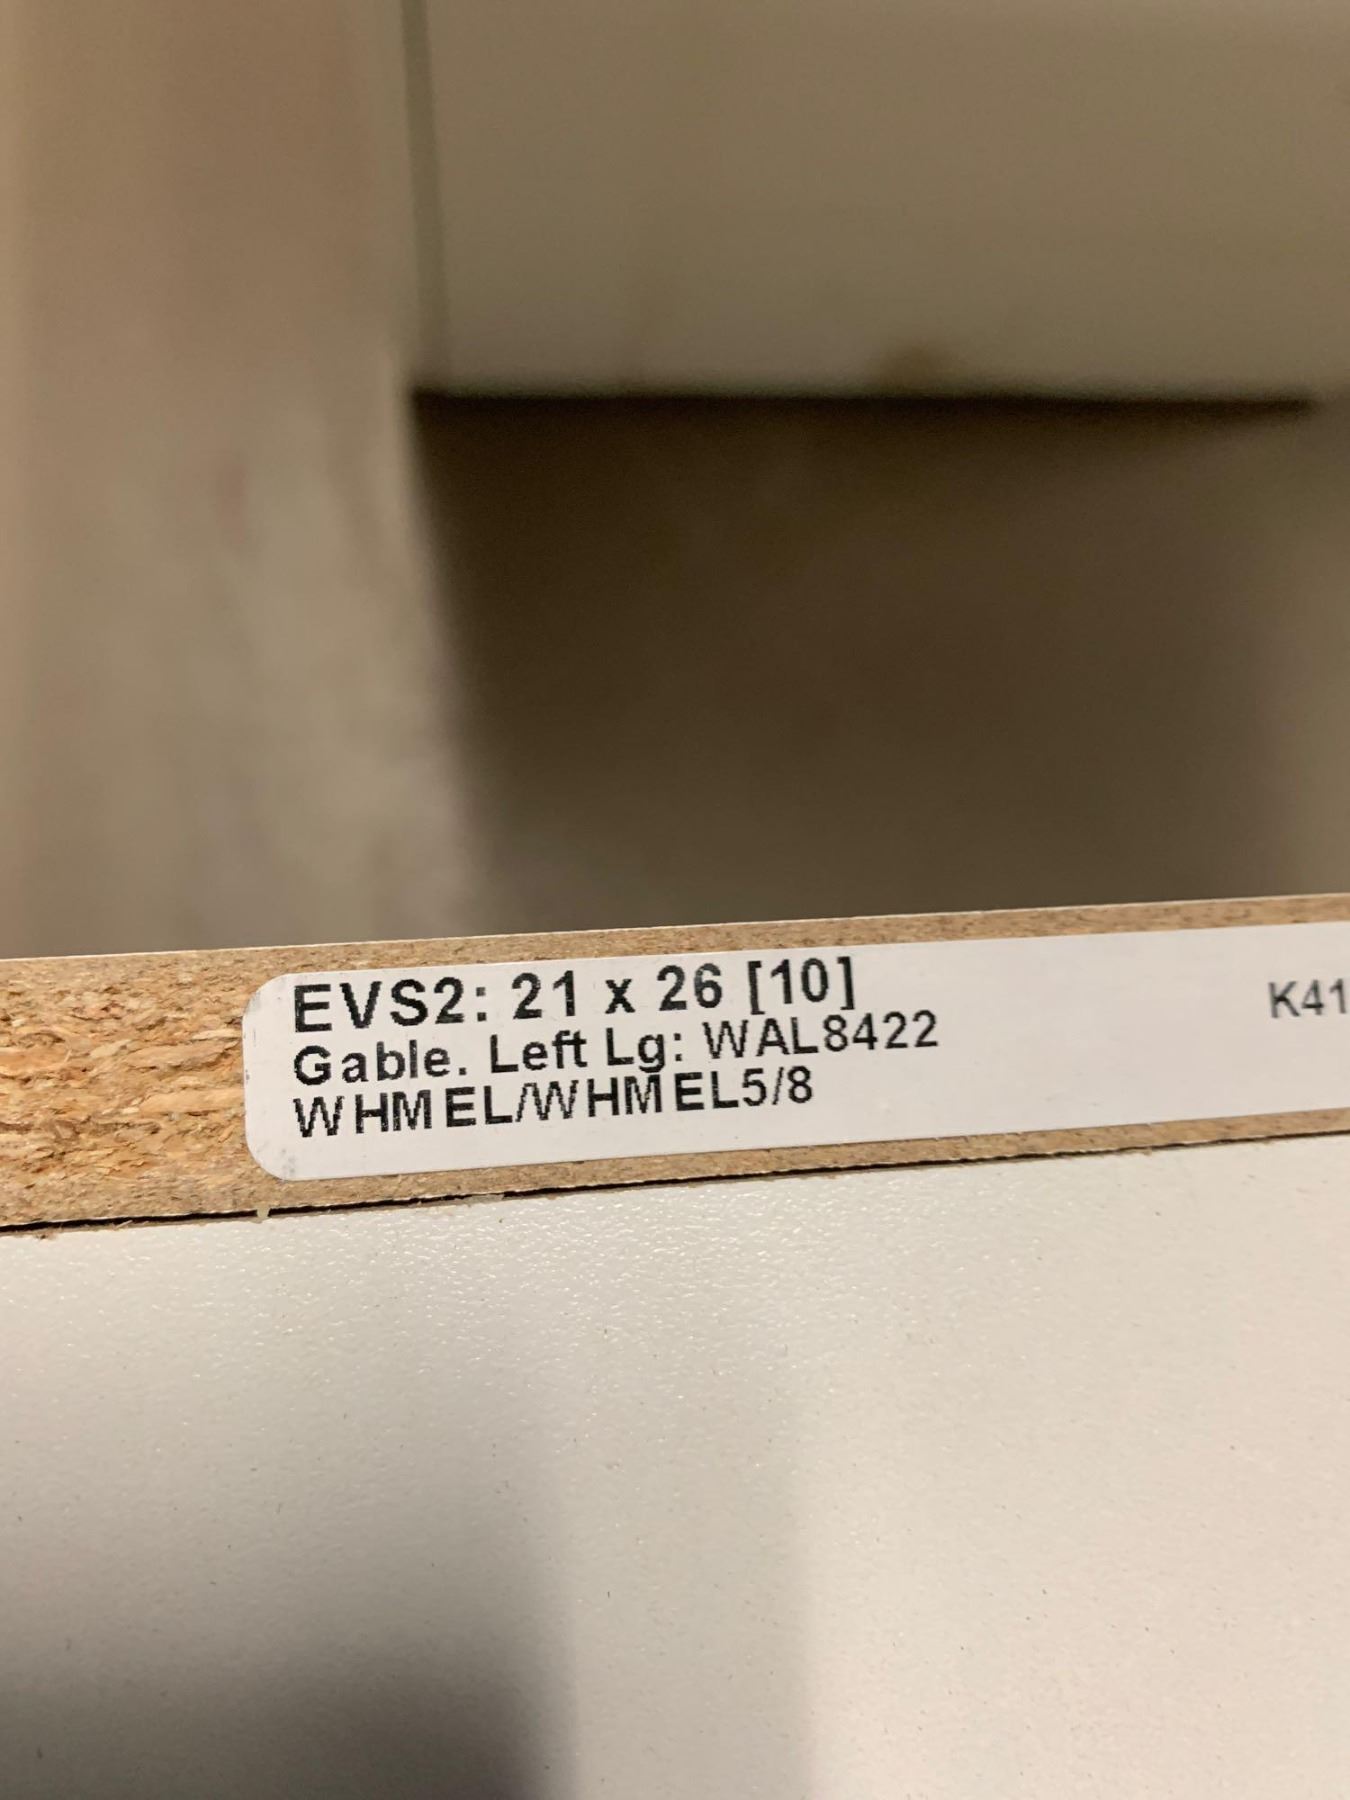 EVS2: 21 x 26 [10]
Gable. Left Lg: WAL8422
WHMEL/WHMEL5/8
K41